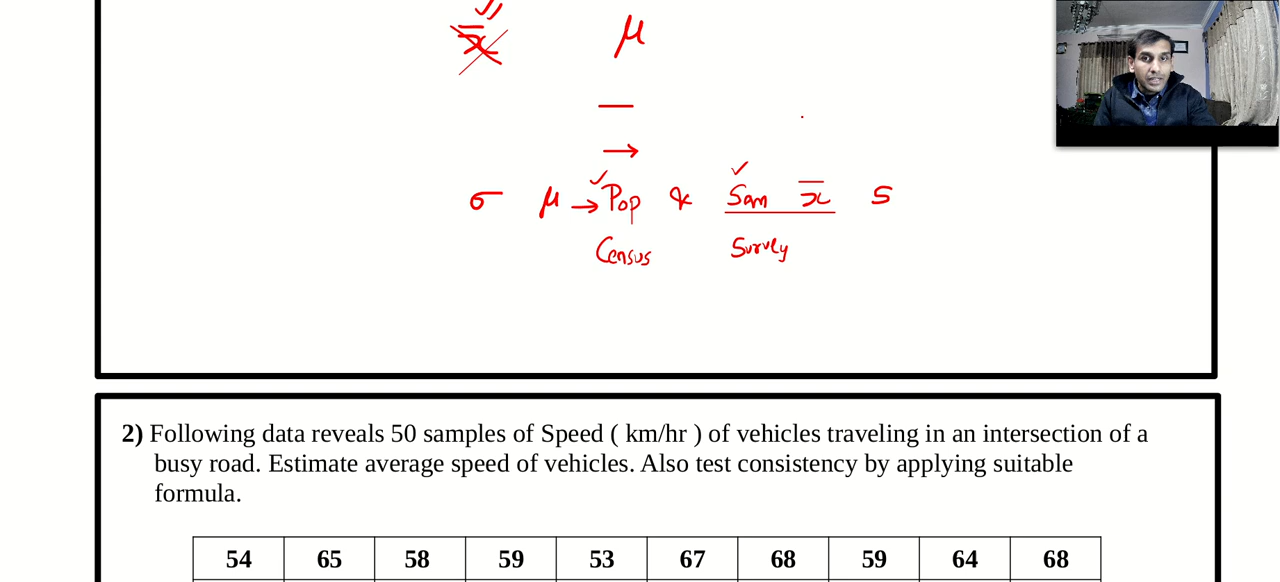 x̄ μ
→
σ μ → Pop & Sam x̄ s
Census Survey
2) Following data reveals 50 samples of Speed ( km/hr ) of vehicles traveling in an intersection of a
busy road. Estimate average speed of vehicles. Also test consistency by applying suitable
formula.
54 65 58 59 53 67 68 59 64 68